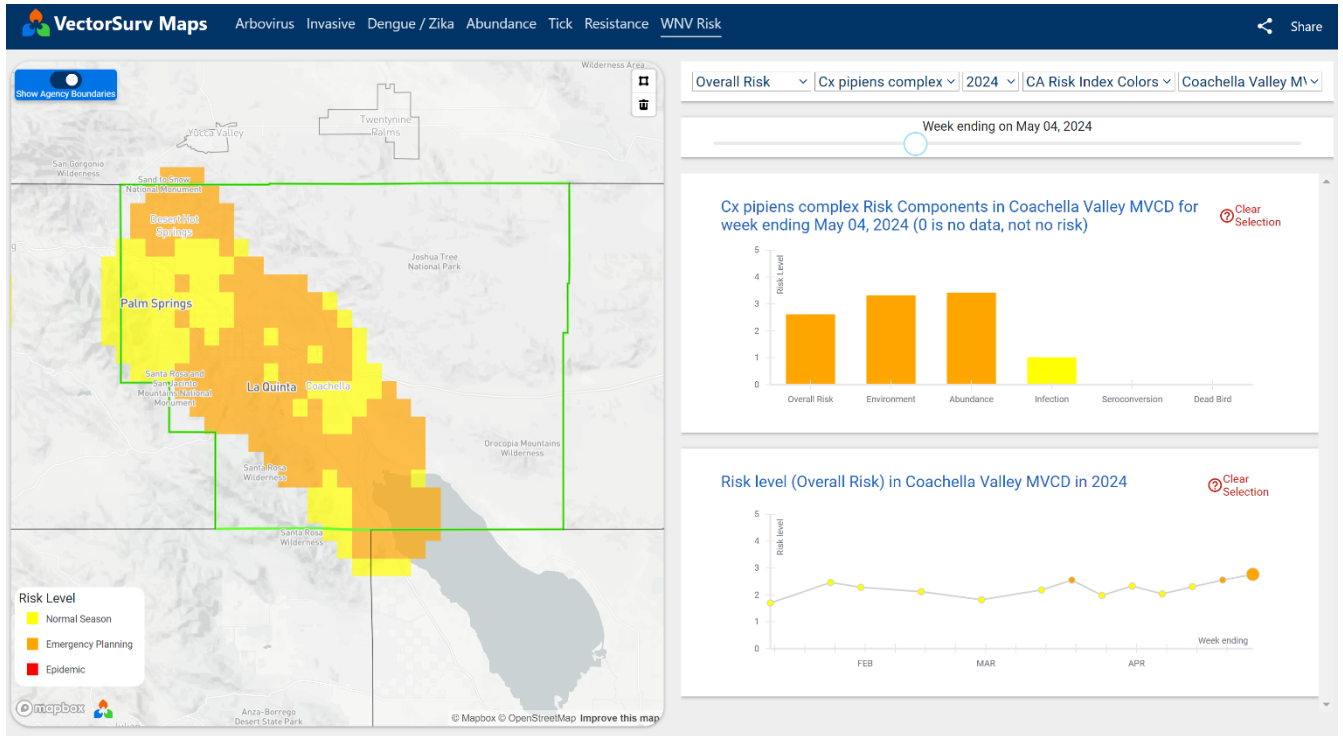 VectorSurv Maps
Arbovirus Invasive Dengue / Zika Abundance Tick Resistance WNV Risk
Share
Show Agency Boundaries
Wilderness Area
Twentynine
Palms
Yucca Valley
San Gorgonio
Wilderness
Sand to Snow
National Monument
Desert Hot
Springs
Joshua Tree
National Park
Palm Springs
Santa Rosa and
San Jacinto
Mountains National
Monument
La Quinta
Coachella
Orocopia Mountains
Wilderness
Santa Rosa
Wilderness
Santa Rosa
Wilderness
Risk Level
Normal Season
Emergency Planning
Epidemic
mapbox
Anza-Borrego
Desert State Park
Julian
© Mapbox © OpenStreetMap Improve this map
Overall Risk
Cx pipiens complex
2024
CA Risk Index Colors
Coachella Valley M
Week ending on May 04, 2024
Cx pipiens complex Risk Components in Coachella Valley MVCD for
week ending May 04, 2024 (0 is no data, not no risk)
Clear
Selection
Risk Level
5
4
3
2
1
0
Overall Risk Environment Abundance Infection Seroconversion Dead Bird
Risk level (Overall Risk) in Coachella Valley MVCD in 2024
Clear
Selection
Risk level
5
4
3
2
1
0
Week ending
FEB MAR APR